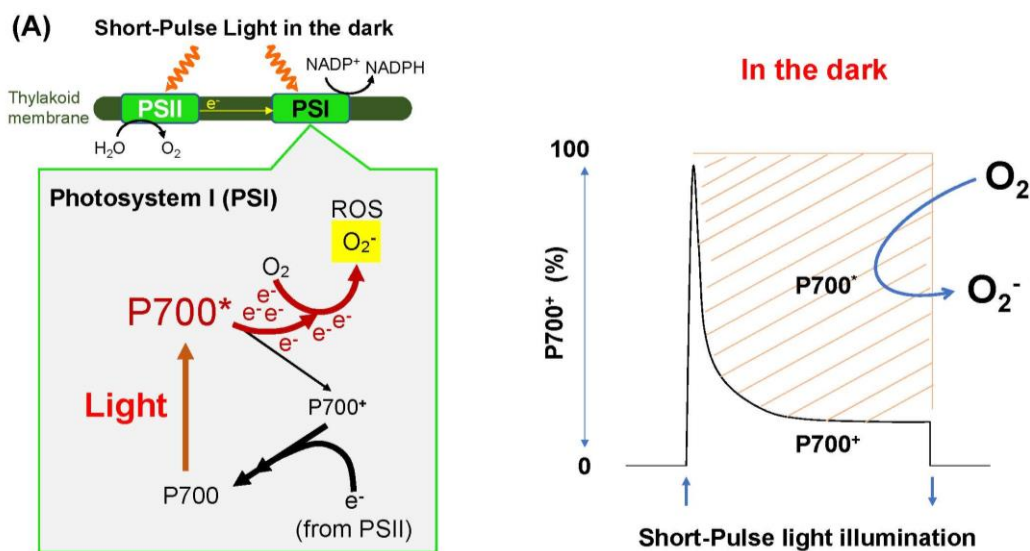 (A) Short-Pulse Light in the dark
NADP⁺ NADPH
Thylakoid
membrane
PSII
e⁻
PSI
H₂O O₂
Photosystem I (PSI)
ROS
O₂⁻
O₂
e⁻
e⁻ e⁻
e⁻
e⁻
e⁻
P700*
P700⁺
Light
P700
e⁻
(from PSII)
In the dark
100
P700⁺ (%)
0
O₂
P700*
O₂⁻
P700⁺
Short-Pulse light illumination